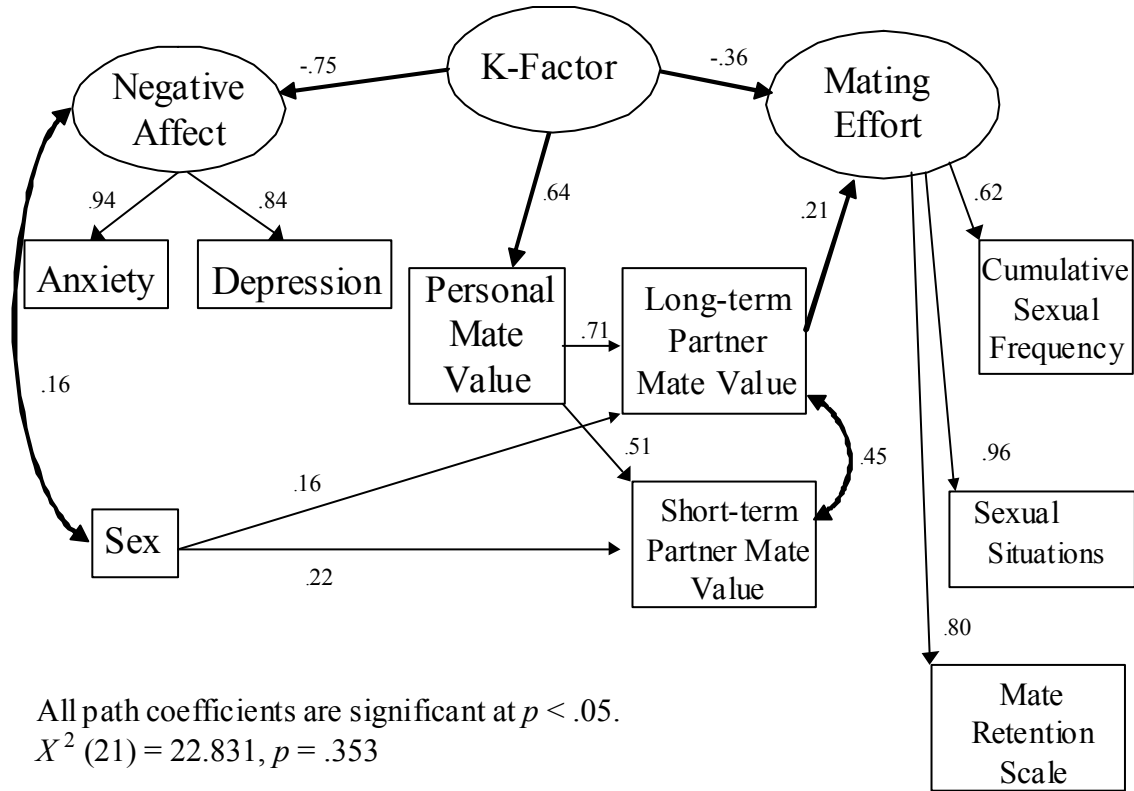 -.75
K-Factor
-.36
Negative
Affect
Mating
Effort
.94
.84
.64
.21
.62
Anxiety
Depression
Personal
Mate
Value
.71
Long-term
Partner
Mate Value
Cumulative
Sexual
Frequency
.16
.51
.45
.96
.16
Sex
.22
Short-term
Partner Mate
Value
Sexual
Situations
.80
Mate
Retention
Scale
All path coefficients are significant at p < .05.
X 2 (21) = 22.831, p = .353